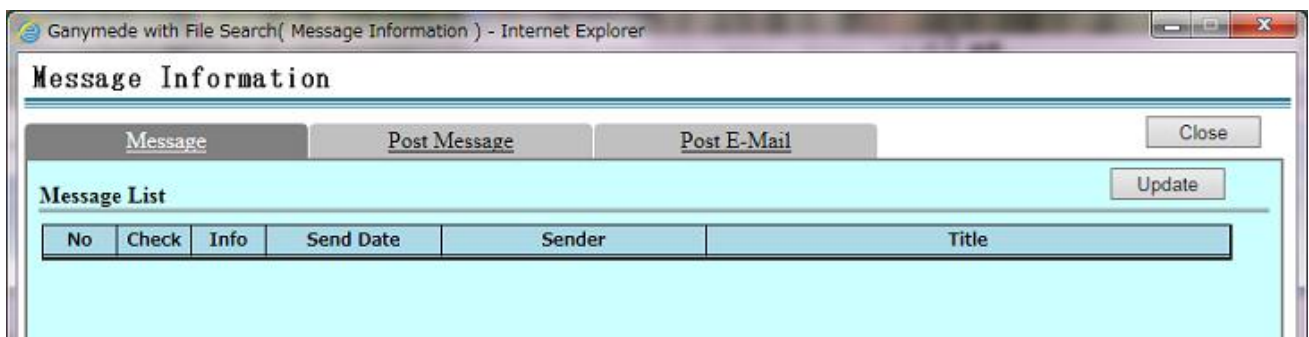 Ganymede with File Search( Message Information ) - Internet Explorer
Message Information
Message Post Message Post E-Mail Close
Message List Update
No Check Info Send Date Sender Title